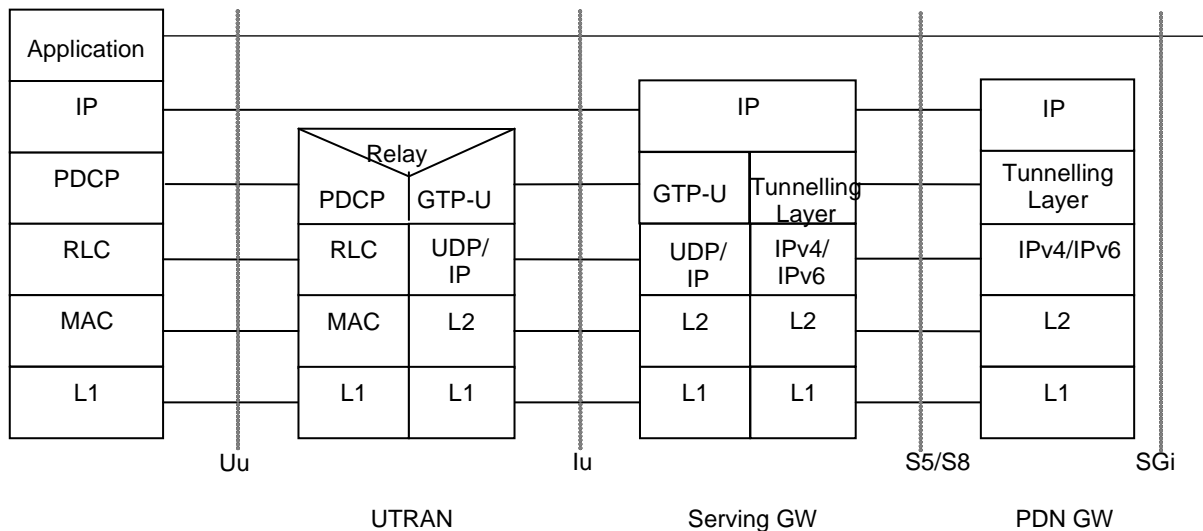 Application
IP
IP
IP
Relay
PDCP
PDCP
GTP-U
GTP-U
Tunnelling
Layer
Tunnelling
Layer
RLC
RLC
UDP/
IP
UDP/
IP
IPv4/
IPv6
IPv4/IPv6
MAC
MAC
L2
L2
L2
L2
L1
L1
L1
L1
L1
L1
Uu
Iu
S5/S8
SGi
UTRAN
Serving GW
PDN GW